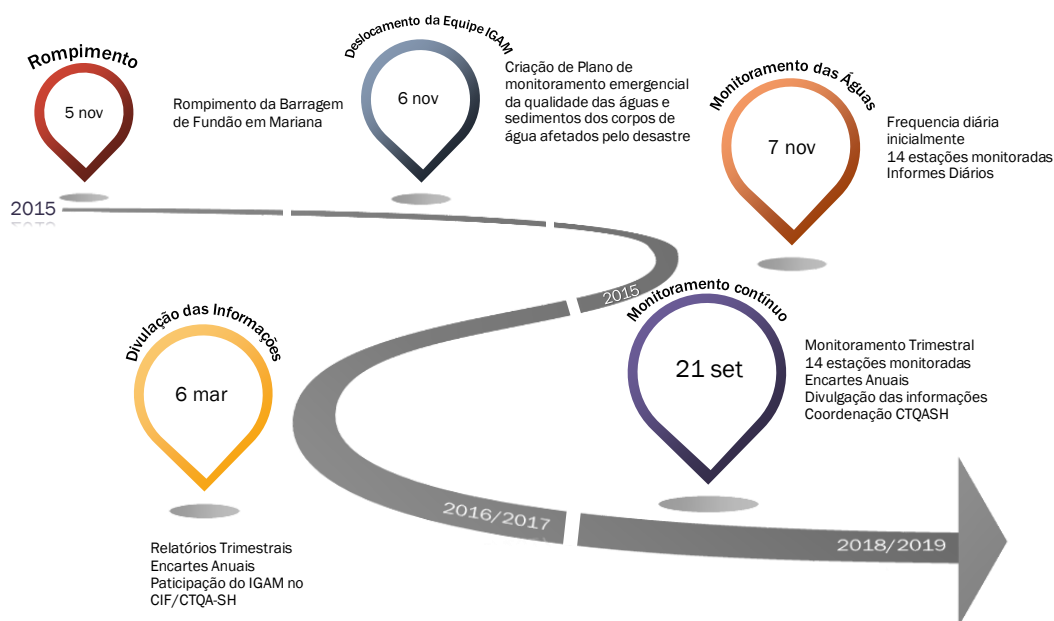 Rompimento
5 nov
Rompimento da Barragem
de Fundão em Mariana
Deslocamento da Equipe IGAM
6 nov
Criação de Plano de
monitoramento emergencial
da qualidade das águas e
sedimentos dos corpos de
água afetados pelo desastre
Monitoramento das Águas
7 nov
Frequencia diária
inicialmente
14 estações monitoradas
Informes Diários
2015
2015
Divulação das Informações
6 mar
Relatórios Trimestrais
Encartes Anuais
Paticipação do IGAM no
CIF/CTQA-SH
Monitoramento contínuo
21 set
Monitoramento Trimestral
14 estações monitoradas
Encartes Anuais
Divulgação das informações
Coordenação CTQASH
2016/2017
2018/2019